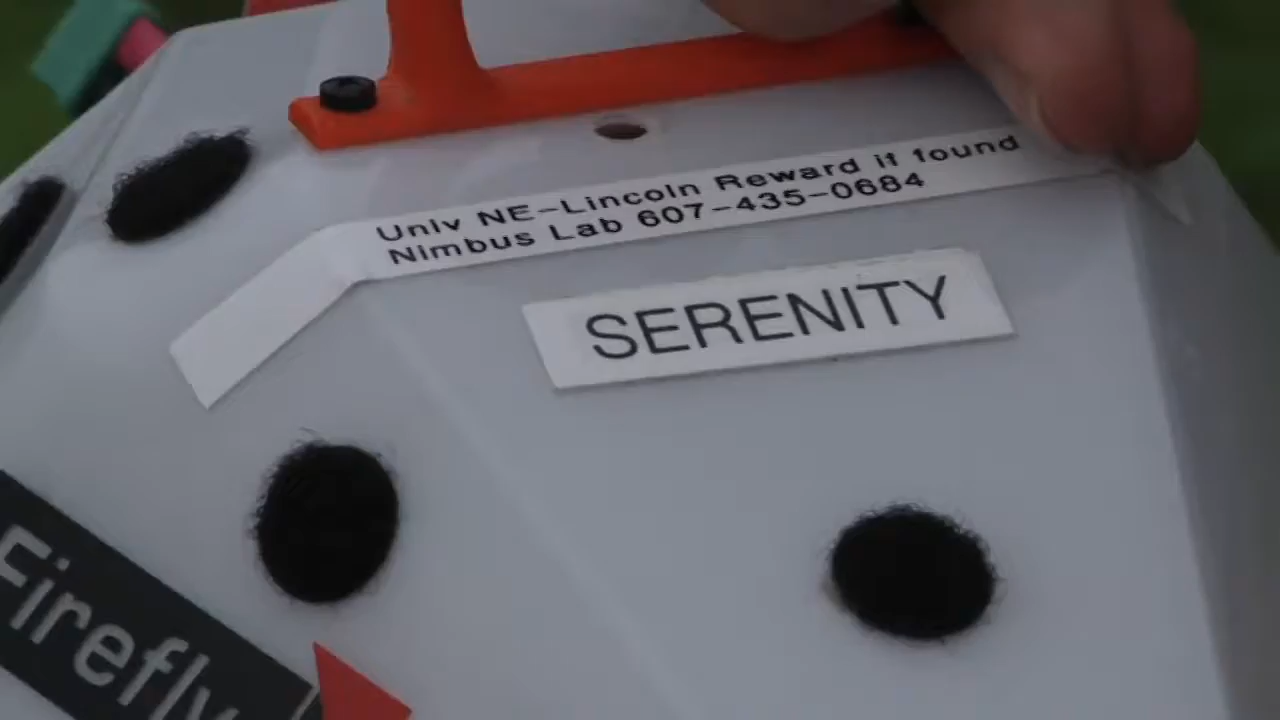 Univ NE-Lincoln Reward if found
Nimbus Lab 607-435-0684
SERENITY
Firefly